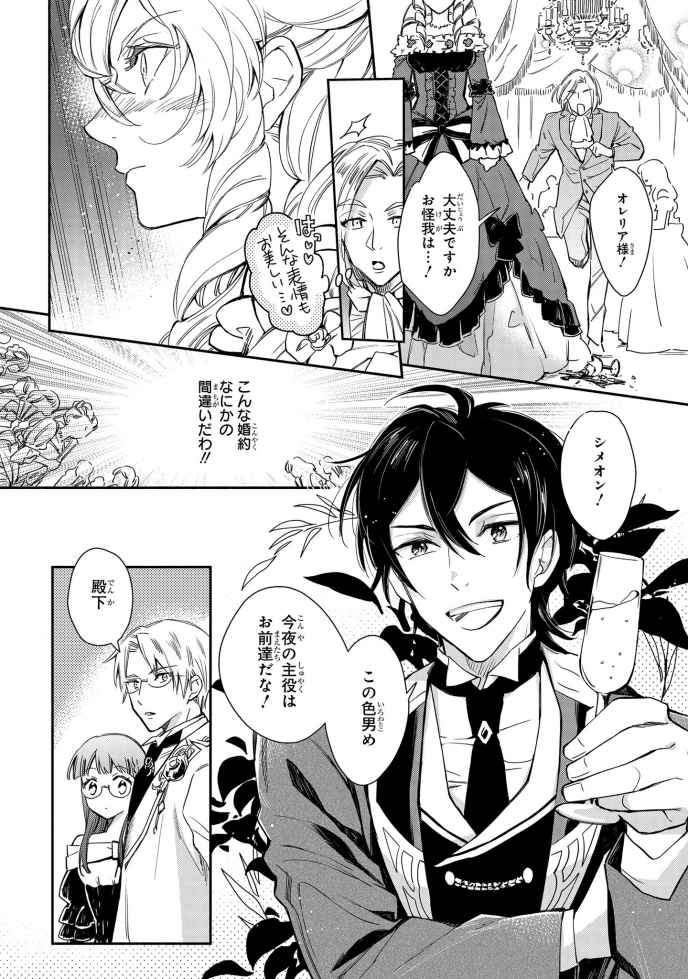 オレリア様！
大丈夫ですか
お怪我は…！
はっ♡
そんな表情も
お美しい…♡
こんな婚約
なにかの
間違いだわ!!
シメオン！
この色男め
今夜の主役は
お前達だな！
殿下